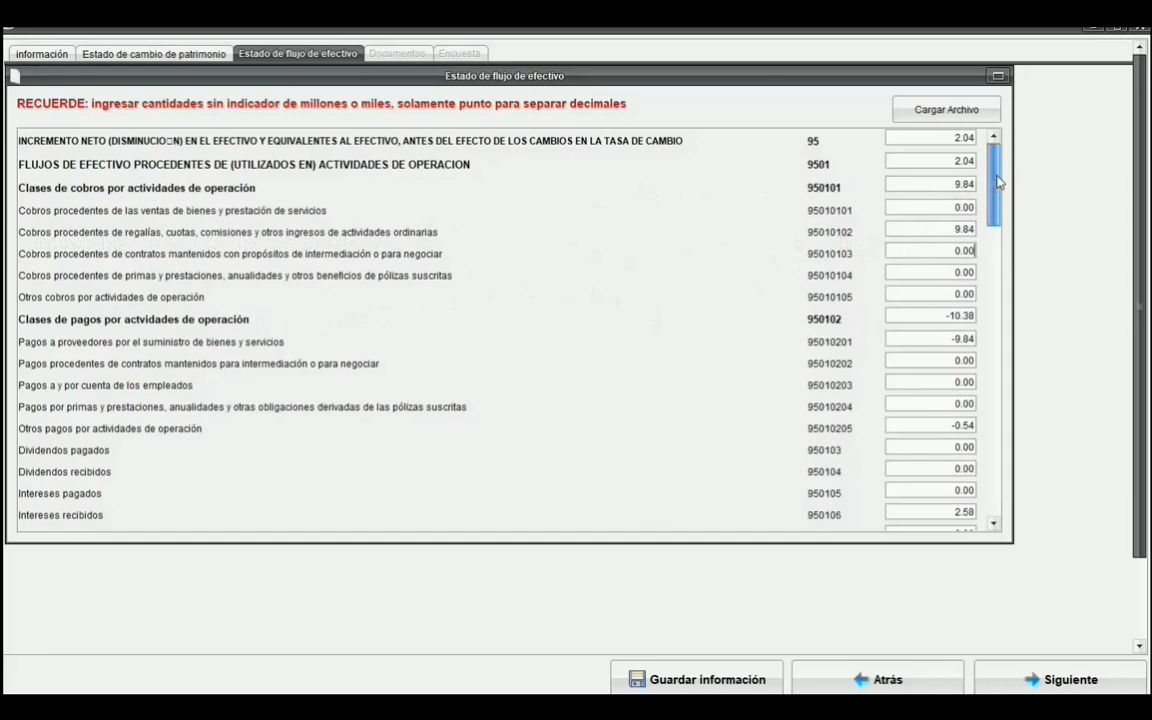 información Estado de cambio de patrimonio Estado de flujo de efectivo Documentos Encuesta
Estado de flujo de efectivo
RECUERDE: ingresar cantidades sin indicador de millones o miles, solamente punto para separar decimales
Cargar Archivo
INCREMENTO NETO (DISMINUCIO□N) EN EL EFECTIVO Y EQUIVALENTES AL EFECTIVO, ANTES DEL EFECTO DE LOS CAMBIOS EN LA TASA DE CAMBIO 95 2.04
FLUJOS DE EFECTIVO PROCEDENTES DE (UTILIZADOS EN) ACTIVIDADES DE OPERACION 9501 2.04
Clases de cobros por actividades de operación 950101 9.84
Cobros procedentes de las ventas de bienes y prestación de servicios 95010101 0.00
Cobros procedentes de regalías, cuotas, comisiones y otros ingresos de actividades ordinarias 95010102 9.84
Cobros procedentes de contratos mantenidos con propósitos de intermediación o para negociar 95010103 0.00
Cobros procedentes de primas y prestaciones, anualidades y otros beneficios de pólizas suscritas 95010104 0.00
Otros cobros por actividades de operación 95010105 0.00
Clases de pagos por actvidades de operación 950102 -10.38
Pagos a proveedores por el suministro de bienes y servicios 95010201 -9.84
Pagos procedentes de contratos mantenidos para intermediación o para negociar 95010202 0.00
Pagos a y por cuenta de los empleados 95010203 0.00
Pagos por primas y prestaciones, anualidades y otras obligaciones derivadas de las pólizas suscritas 95010204 0.00
Otros pagos por actividades de operación 95010205 -0.54
Dividendos pagados 950103 0.00
Dividendos recibidos 950104 0.00
Intereses pagados 950105 0.00
Intereses recibidos 950106 2.58
Guardar información Atrás Siguiente